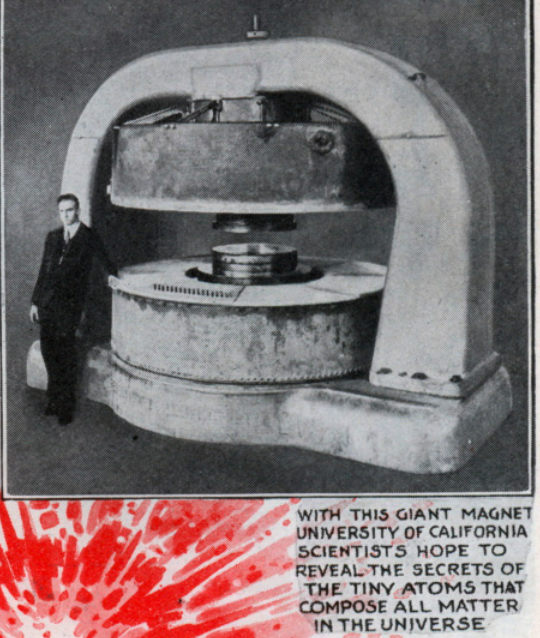 WITH THIS GIANT MAGNET
UNIVERSITY OF CALIFORNIA
SCIENTISTS HOPE TO
REVEAL THE SECRETS OF
THE TINY ATOMS THAT
COMPOSE ALL MATTER
IN THE UNIVERSE